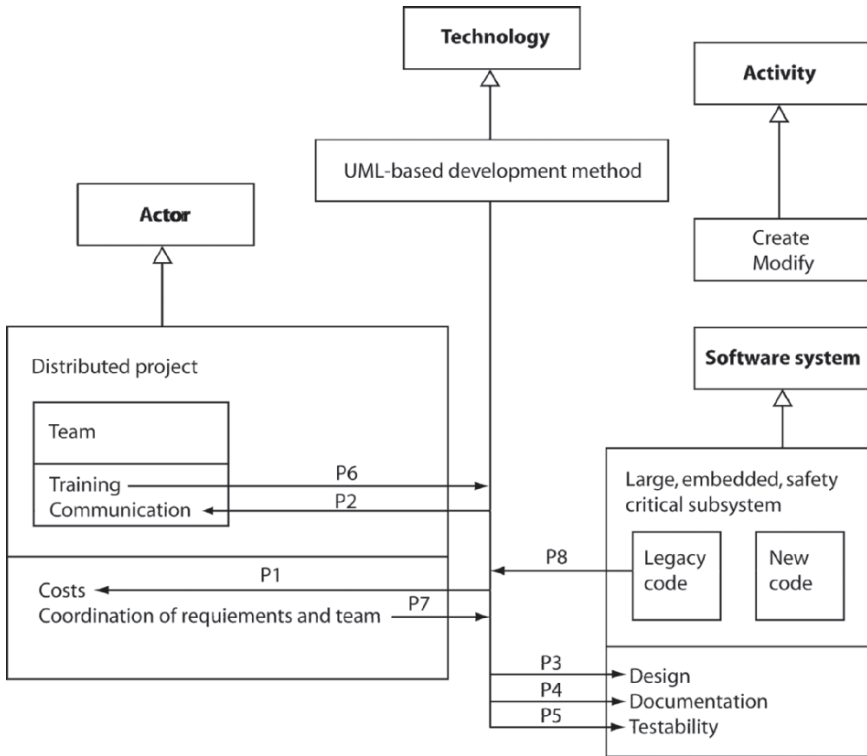 Technology
Activity
UML-based development method
Actor
Create
Modify
Distributed project
Software system
Team
Training
P6
Communication
P2
Large, embedded, safety
critical subsystem
P8
Legacy
code
New
code
Costs
P1
Coordination of requiements and team
P7
P3
Design
P4
Documentation
P5
Testability